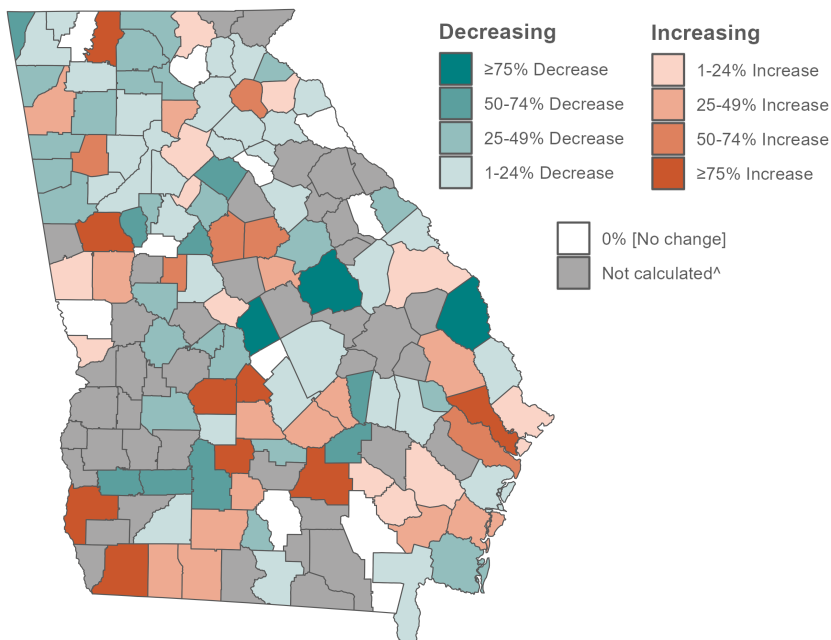 Decreasing
≥75% Decrease
50-74% Decrease
25-49% Decrease
1-24% Decrease
Increasing
1-24% Increase
25-49% Increase
50-74% Increase
≥75% Increase
0% [No change]
Not calculated^